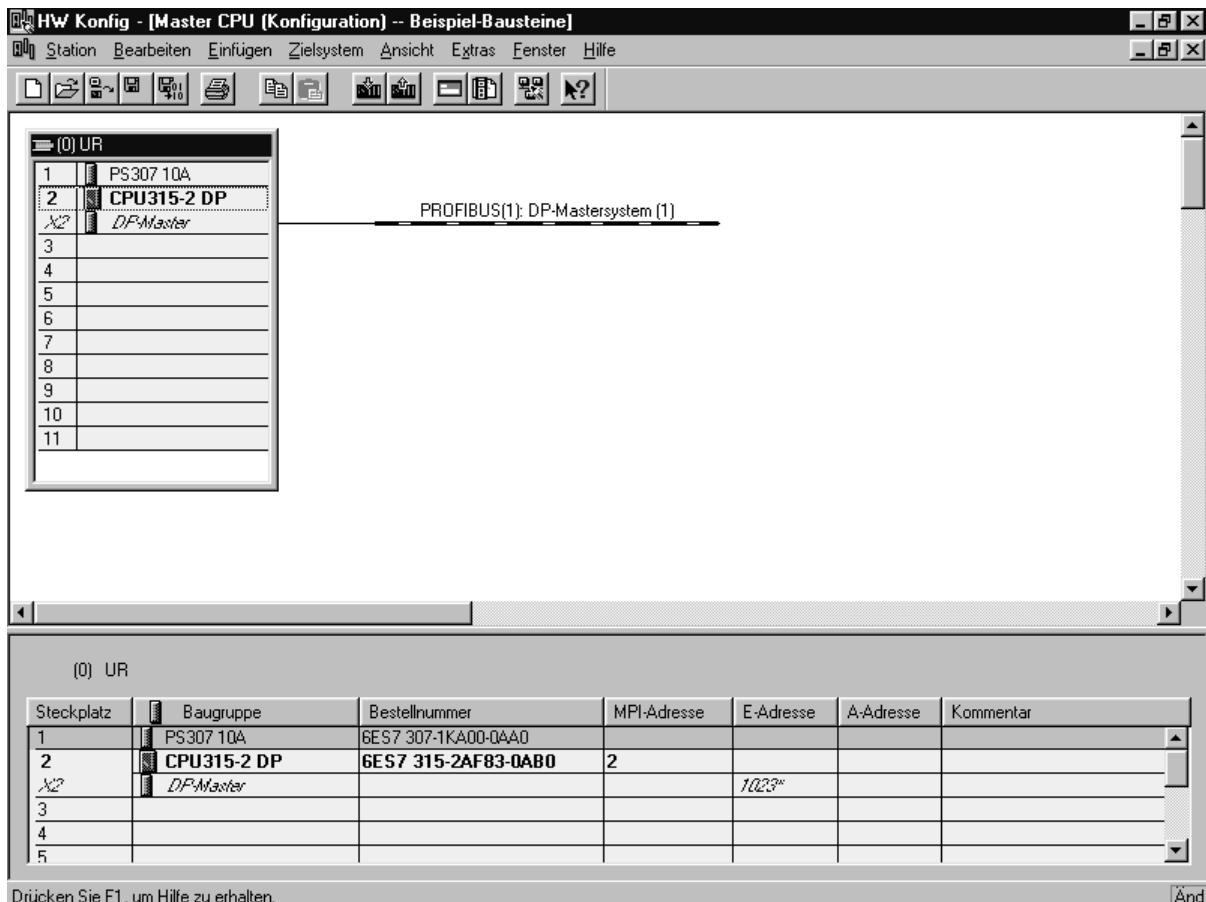 HW Konfig - [Master CPU (Konfiguration) -- Beispiel-Bausteine]
Station Bearbeiten Einfügen Zielsystem Ansicht Extras Fenster Hilfe
(0) UR
1 PS307 10A
2 CPU315-2 DP
X2 DP-Master
3
4
5
6
7
8
9
10
11
PROFIBUS(1): DP-Mastersystem (1)
(0) UR
Steckplatz Baugruppe Bestellnummer MPI-Adresse E-Adresse A-Adresse Kommentar
1 PS307 10A 6ES7 307-1KA00-0AA0
2 CPU315-2 DP 6ES7 315-2AF83-0AB0 2
X2 DP-Master 1023*
3
4
5
Drücken Sie F1, um Hilfe zu erhalten. Änd